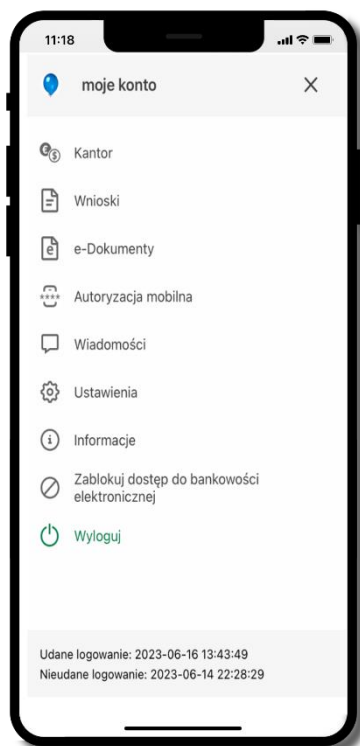 11:18
moje konto
Kantor
Wnioski
e-Dokumenty
Autoryzacja mobilna
Wiadomości
Ustawienia
Informacje
Zablokuj dostęp do bankowości
elektronicznej
Wyloguj
Udane logowanie: 2023-06-16 13:43:49
Nieudane logowanie: 2023-06-14 22:28:29